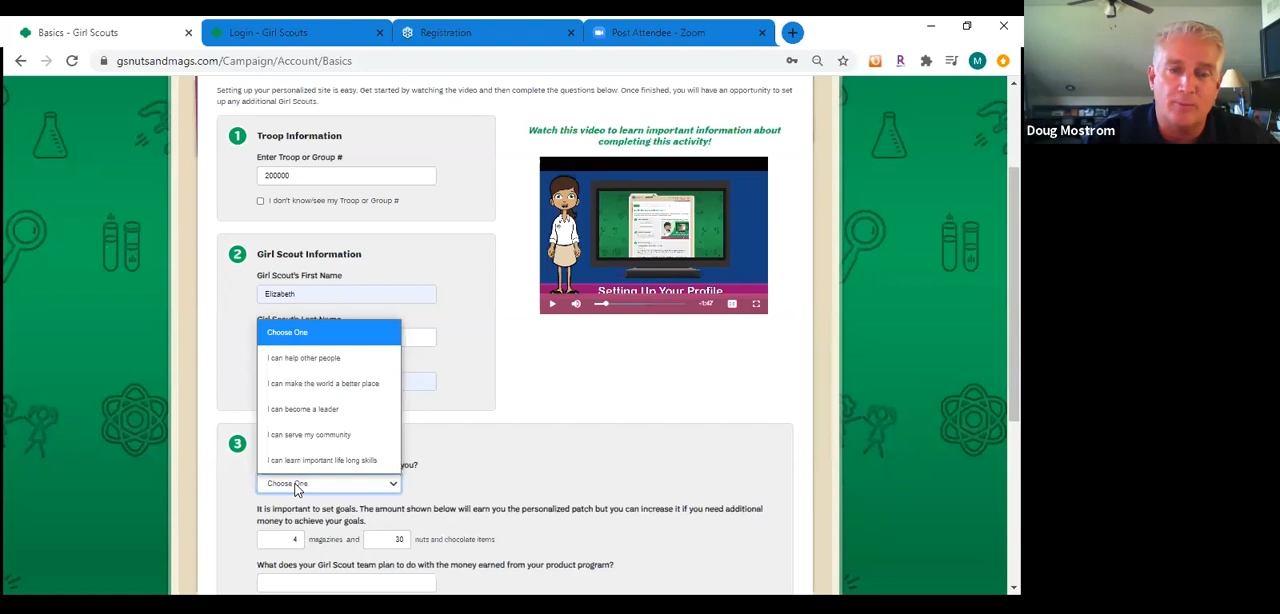 Basics - Girl Scouts
Login - Girl Scouts
Registration
Post Attendee - Zoom
gsnutsandmags.com/Campaign/Account/Basics
R
M
Doug Mostrom
Setting up your personalized site is easy. Get started by watching the video and then complete the questions below. Once finished, you will have an opportunity to set
up any additional Girl Scouts.
1 Troop Information
Enter Troop or Group #
200000
I don't know/see my Troop or Group #
Watch this video to learn important information about
completing this activity!
Setting Up Your Profile
-1:47
2 Girl Scout Information
Girl Scout's First Name
Elizabeth
Girl Scout's Last Name
Choose One
I can help other people
I can make the world a better place
I can become a leader
I can serve my community
I can learn important life long skills
3
you?
Choose One
It is important to set goals. The amount shown below will earn you the personalized patch but you can increase it if you need additional
money to achieve your goals.
4 magazines and 30 nuts and chocolate items
What does your Girl Scout team plan to do with the money earned from your product program?